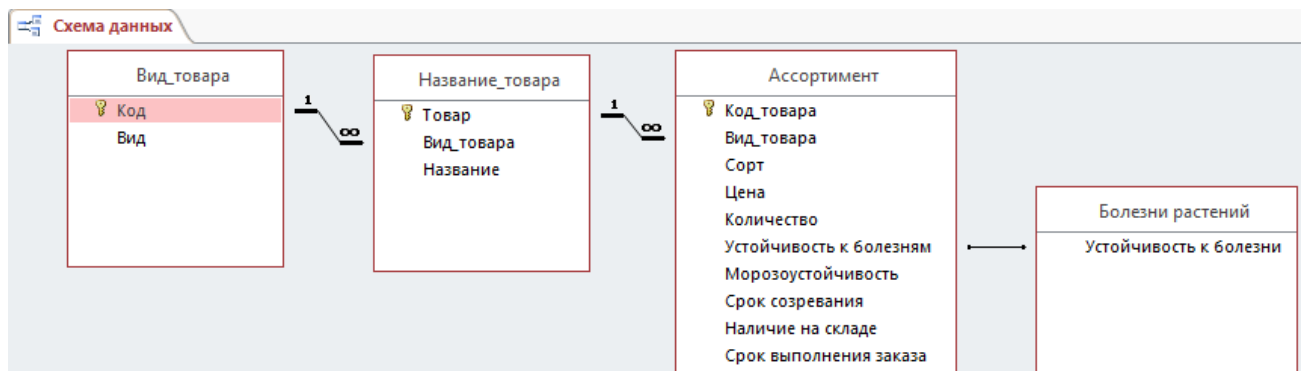 Схема данных
Вид_товара
Код
Вид
1
∞
Название_товара
Товар
Вид_товара
Название
1
∞
Ассортимент
Код_товара
Вид_товара
Сорт
Цена
Количество
Устойчивость к болезням
Морозоустойчивость
Срок созревания
Наличие на складе
Срок выполнения заказа
Болезни растений
Устойчивость к болезни